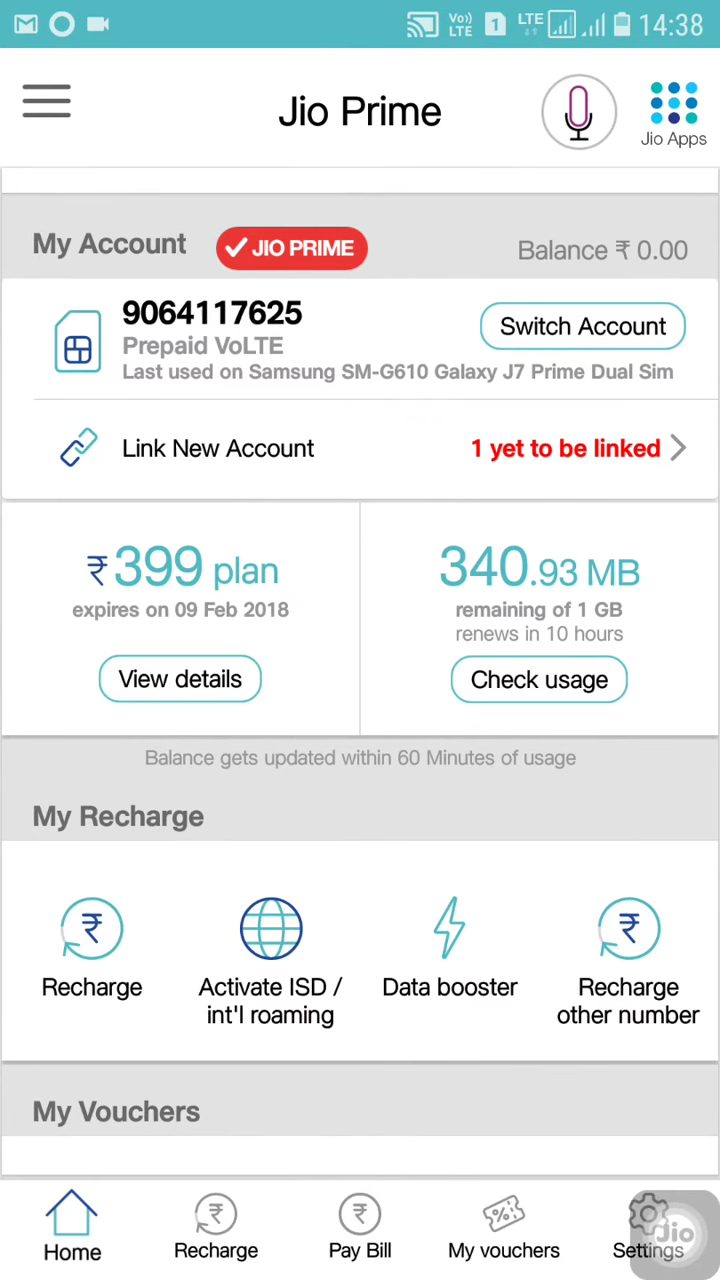 Vo)) LTE 1 LTE 14:38
Jio Prime
Jio Apps
My Account JIO PRIME Balance ₹ 0.00
9064117625
Prepaid VoLTE
Switch Account
Last used on Samsung SM-G610 Galaxy J7 Prime Dual Sim
Link New Account 1 yet to be linked
₹399 plan
expires on 09 Feb 2018
View details
340.93 MB
remaining of 1 GB
renews in 10 hours
Check usage
Balance gets updated within 60 Minutes of usage
My Recharge
Recharge
Activate ISD /
int'l roaming
Data booster
Recharge
other number
My Vouchers
Home Recharge Pay Bill My vouchers Settings
Jio